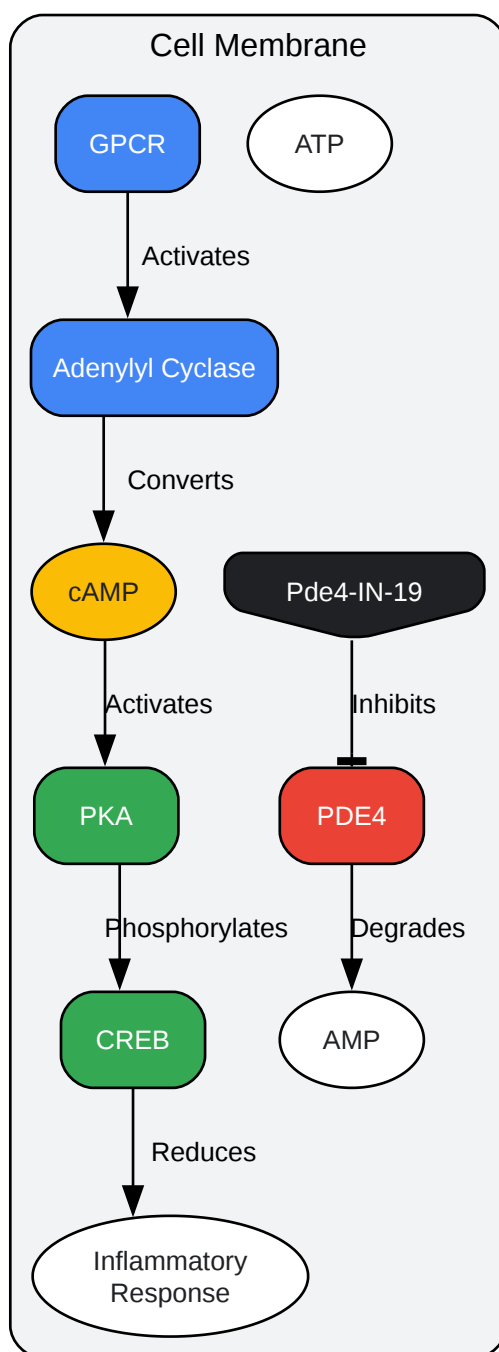 Cell Membrane
GPCR
ATP
Activates
Adenylyl Cyclase
Converts
cAMP
Pde4-IN-19
Activates
Inhibits
PKA
PDE4
Phosphorylates
Degrades
CREB
AMP
Reduces
Inflammatory
Response